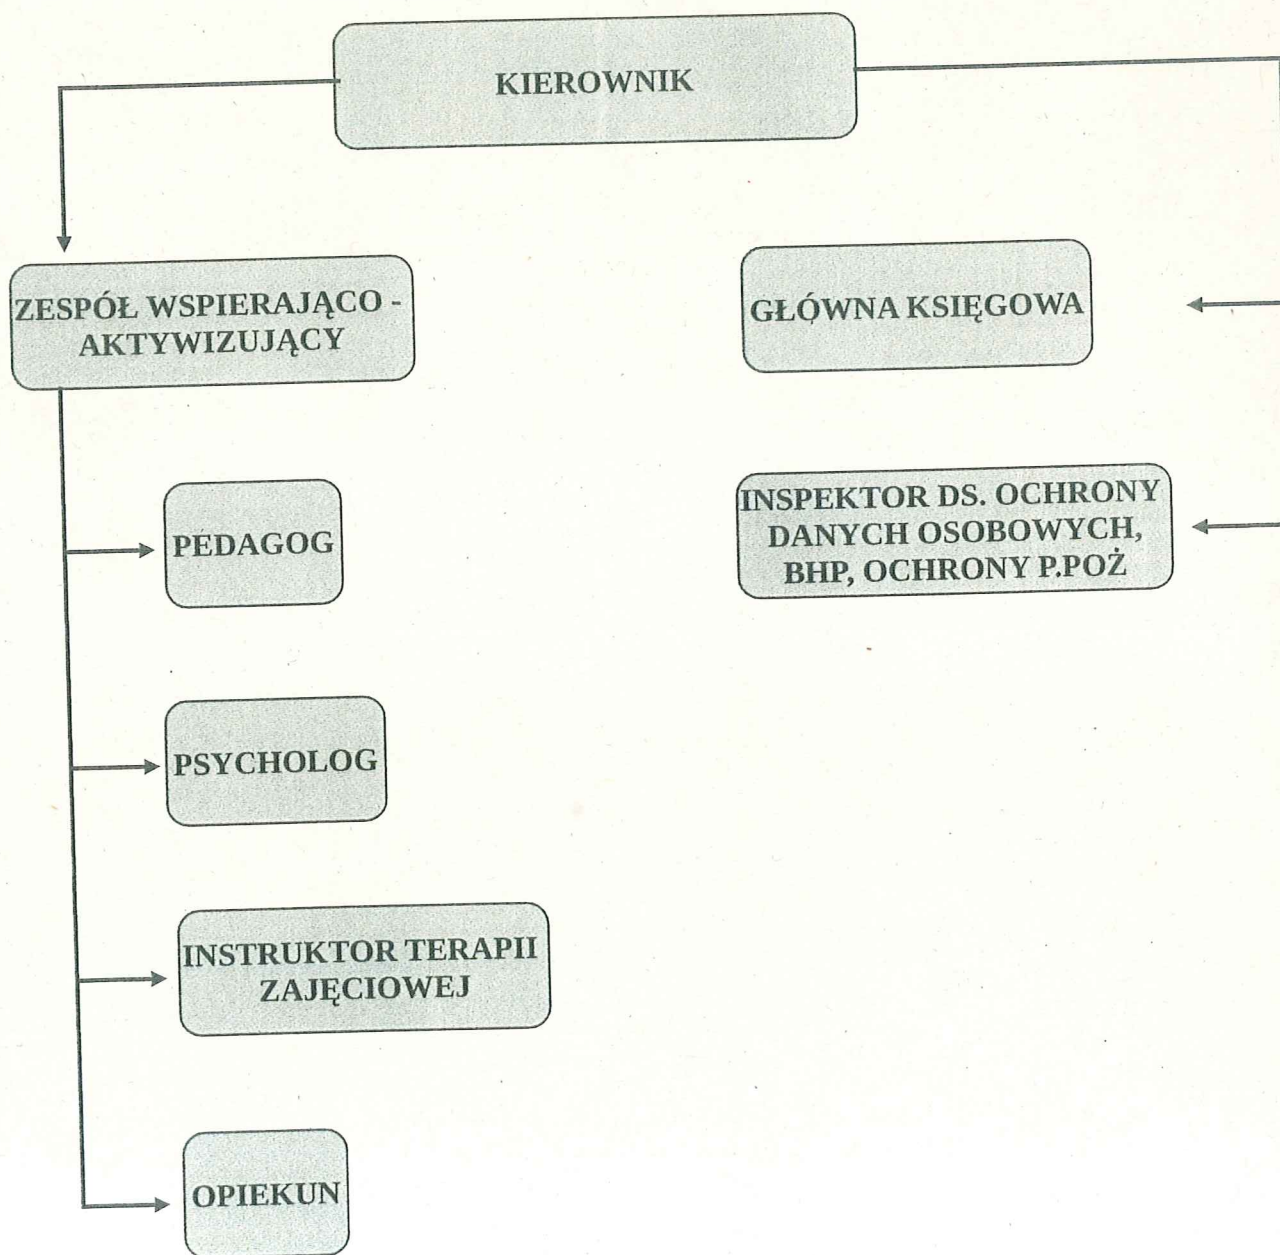 KIEROWNIK
ZESPÓŁ WSPIERAJĄCO -
AKTYWIZUJĄCY
GŁÓWNA KSIĘGOWA
PEDAGOG
INSPEKTOR DS. OCHRONY
DANYCH OSOBOWYCH,
BHP, OCHRONY P.POŻ
PSYCHOLOG
INSTRUKTOR TERAPII
ZAJĘCIOWEJ
OPIEKUN